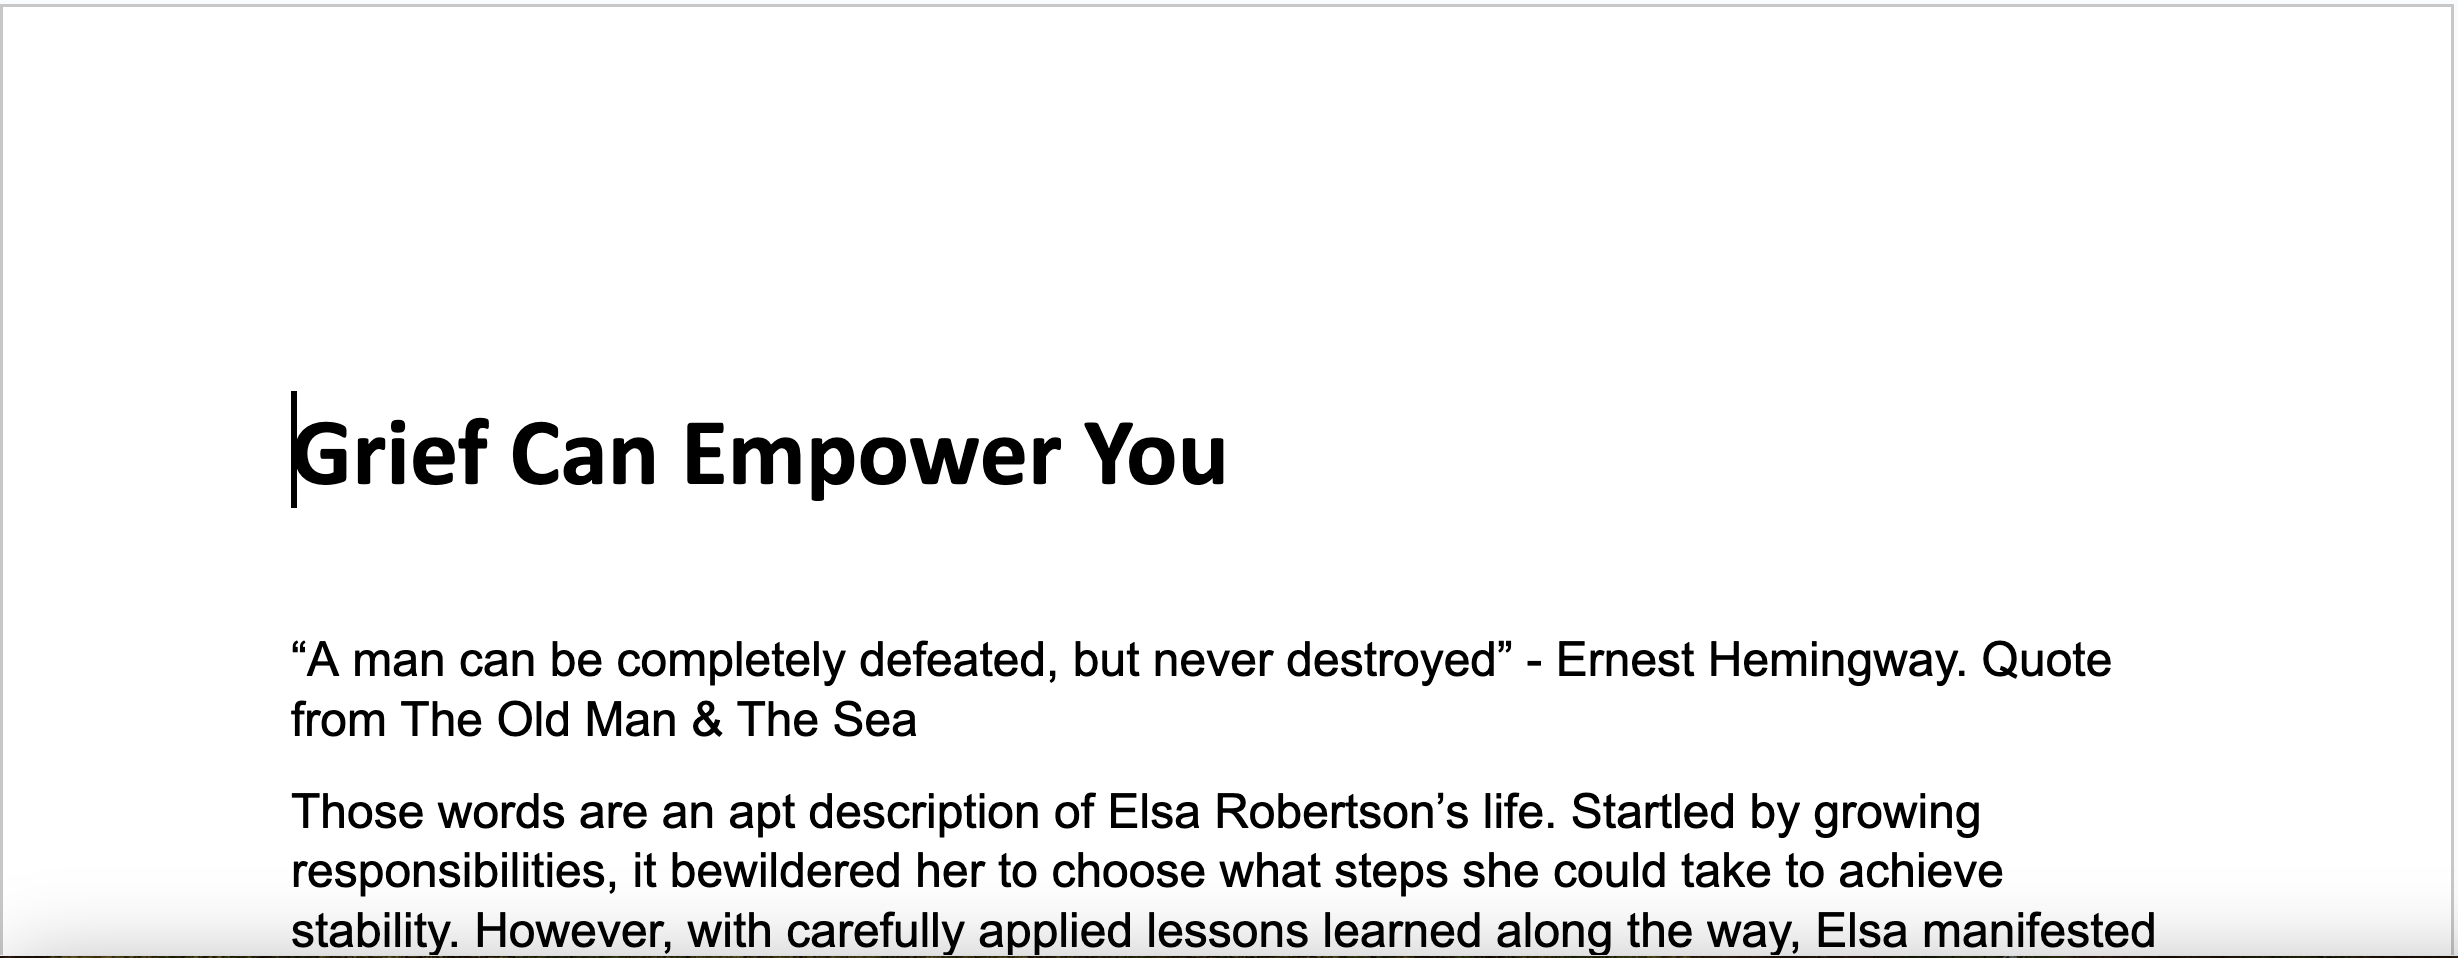 Grief Can Empower You
“A man can be completely defeated, but never destroyed” - Ernest Hemingway. Quote
from The Old Man & The Sea
Those words are an apt description of Elsa Robertson’s life. Startled by growing
responsibilities, it bewildered her to choose what steps she could take to achieve
stability. However, with carefully applied lessons learned along the way, Elsa manifested